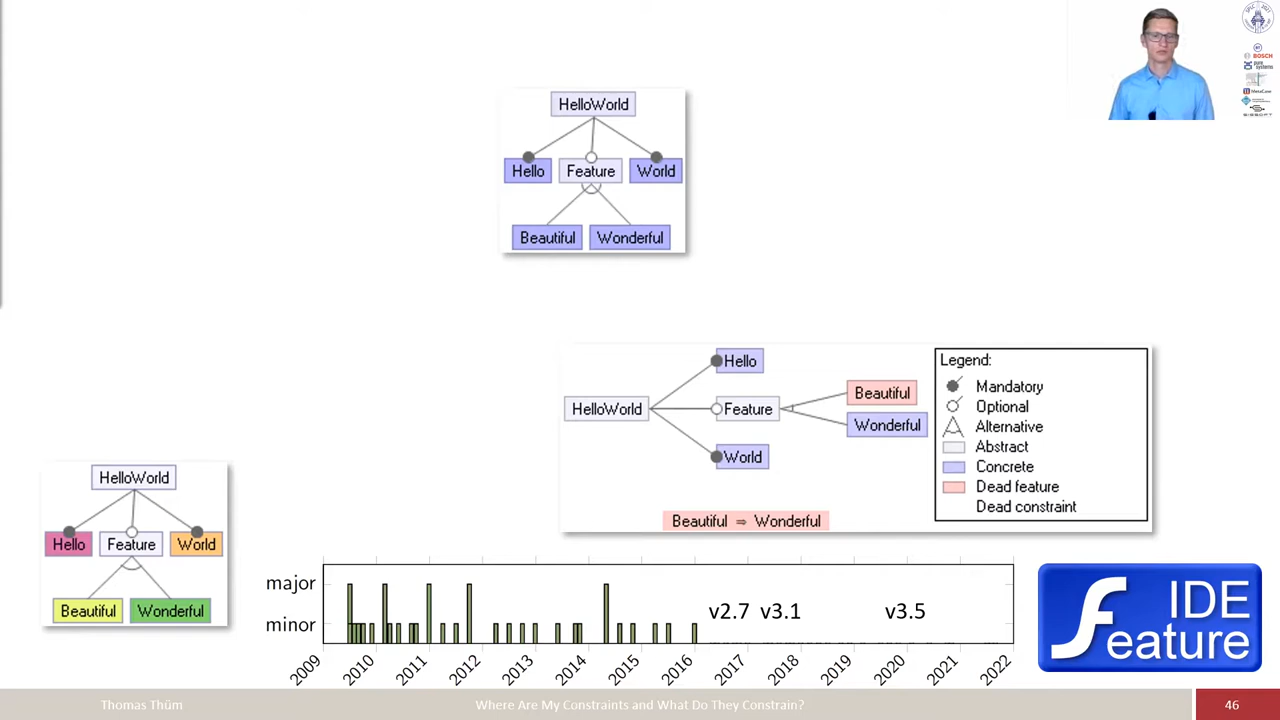 HelloWorld
Hello Feature World
Beautiful Wonderful
HelloWorld
Hello
Feature
World
Beautiful
Wonderful
Beautiful ⇒ Wonderful
Legend:
Mandatory
Optional
Alternative
Abstract
Concrete
Dead feature
Dead constraint
HelloWorld
Hello Feature World
Beautiful Wonderful
major
minor
v2.7 v3.1 v3.5
2009 2010 2011 2012 2013 2014 2015 2016 2017 2018 2019 2020 2021 2022
IDE
Feature
BOSCH
Thomas Thüm
Where Are My Constraints and What Do They Constrain?
46